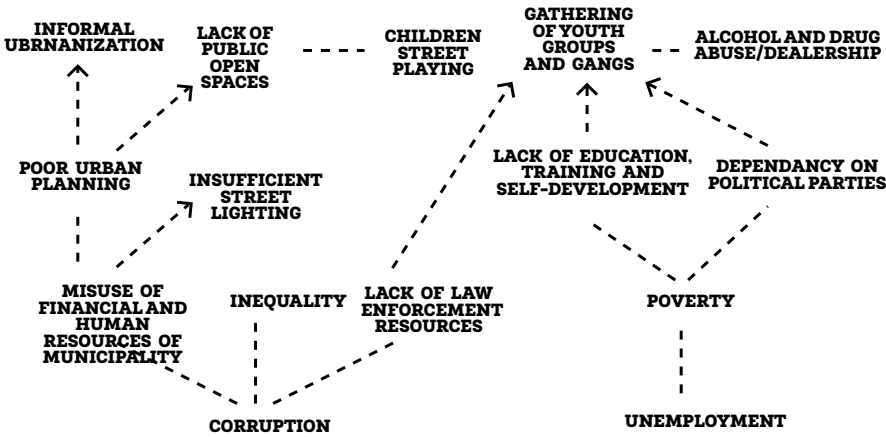 INFORMAL
UBRNANIZATION
LACK OF
PUBLIC
OPEN
SPACES
CHILDREN
STREET
PLAYING
GATHERING
OF YOUTH
GROUPS
AND GANGS
ALCOHOL AND DRUG
ABUSE/DEALERSHIP
POOR URBAN
PLANNING
INSUFFICIENT
STREET
LIGHTING
LACK OF EDUCATION,
TRAINING AND
SELF-DEVELOPMENT
DEPENDANCY ON
POLITICAL PARTIES
MISUSE OF
FINANCIAL AND
HUMAN
RESOURCES OF
MUNICIPALITY
INEQUALITY
LACK OF LAW
ENFORCEMENT
RESOURCES
POVERTY
CORRUPTION
UNEMPLOYMENT